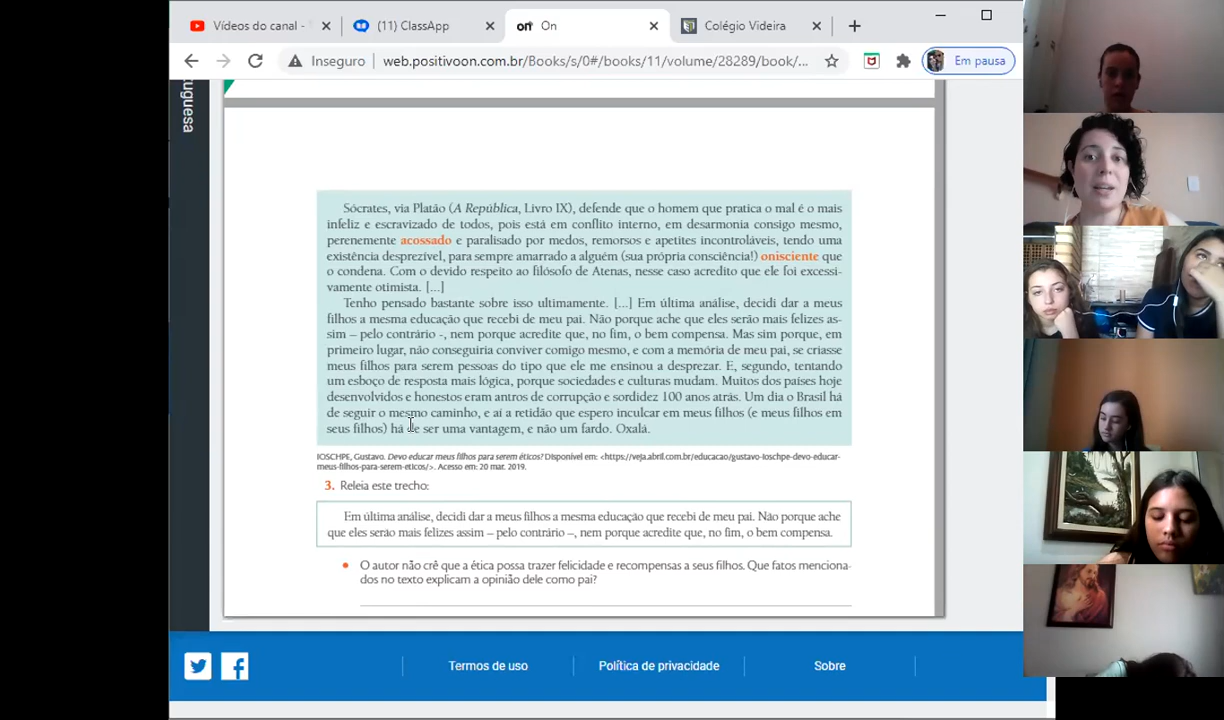 Vídeos do canal -
(11) ClassApp
on On
Colégio Videira
Inseguro
web.positivoon.com.br/Books/s/0#/books/11/volume/28289/book/...
Em pausa
tuguesa
Sócrates, via Platão (A República, Livro IX), defende que o homem que pratica o mal é o mais
infeliz e escravizado de todos, pois está em conflito interno, em desarmonia consigo mesmo,
perenemente acossado e paralisado por medos, remorsos e apetites incontroláveis, tendo uma
existência desprezível, para sempre amarrado a alguém (sua própria consciência!) onisciente que
o condena. Com o devido respeito ao filósofo de Atenas, nesse caso acredito que ele foi excessi-
vamente otimista. [...]
Tenho pensado bastante sobre isso ultimamente. [...] Em última análise, decidi dar a meus
filhos a mesma educação que recebi de meu pai. Não porque ache que eles serão mais felizes as-
sim – pelo contrário -, nem porque acredite que, no fim, o bem compensa. Mas sim porque, em
primeiro lugar, não conseguiria conviver comigo mesmo, e com a memória de meu pai, se criasse
meus filhos para serem pessoas do tipo que ele me ensinou a desprezar. E, segundo, tentando
um esboço de resposta mais lógica, porque sociedades e culturas mudam. Muitos dos países hoje
desenvolvidos e honestos eram antros de corrupção e sordidez 100 anos atrás. Um dia o Brasil há
de seguir o mesmo caminho, e aí a retidão que espero inculcar em meus filhos (e meus filhos em
seus filhos) há de ser uma vantagem, e não um fardo. Oxalá.
IOSCHPE, Gustavo. Devo educar meus filhos para serem éticos? Disponível em: <https://veja.abril.com.br/educacao/gustavo-ioschpe-devo-educar-
meus-filhos-para-serem-eticos/>. Acesso em: 20 mar. 2019.
3. Releia este trecho:
Em última análise, decidi dar a meus filhos a mesma educação que recebi de meu pai. Não porque ache
que eles serão mais felizes assim – pelo contrário –, nem porque acredite que, no fim, o bem compensa.
• O autor não crê que a ética possa trazer felicidade e recompensas a seus filhos. Que fatos menciona-
dos no texto explicam a opinião dele como pai?
Termos de uso
Política de privacidade
Sobre